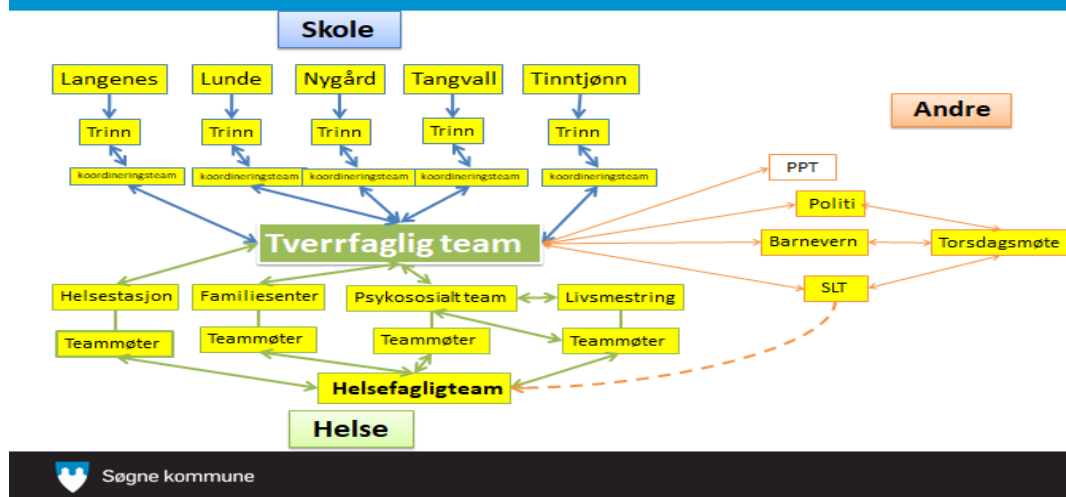 Skole
Langenes Lunde Nygård Tangvall Tinntjønn
Andre
Trinn Trinn Trinn Trinn Trinn
koordineringsteam koordineringsteam koordineringsteam koordineringsteam koordineringsteam
PPT
Politi
Tverrfaglig team
Barnevern Torsdagsmøte
Helsestasjon Familiesenter Psykososialt team Livsmestring
SLT
Teammøter Teammøter Teammøter Teammøter
Helsefagligteam
Helse
Søgne kommune